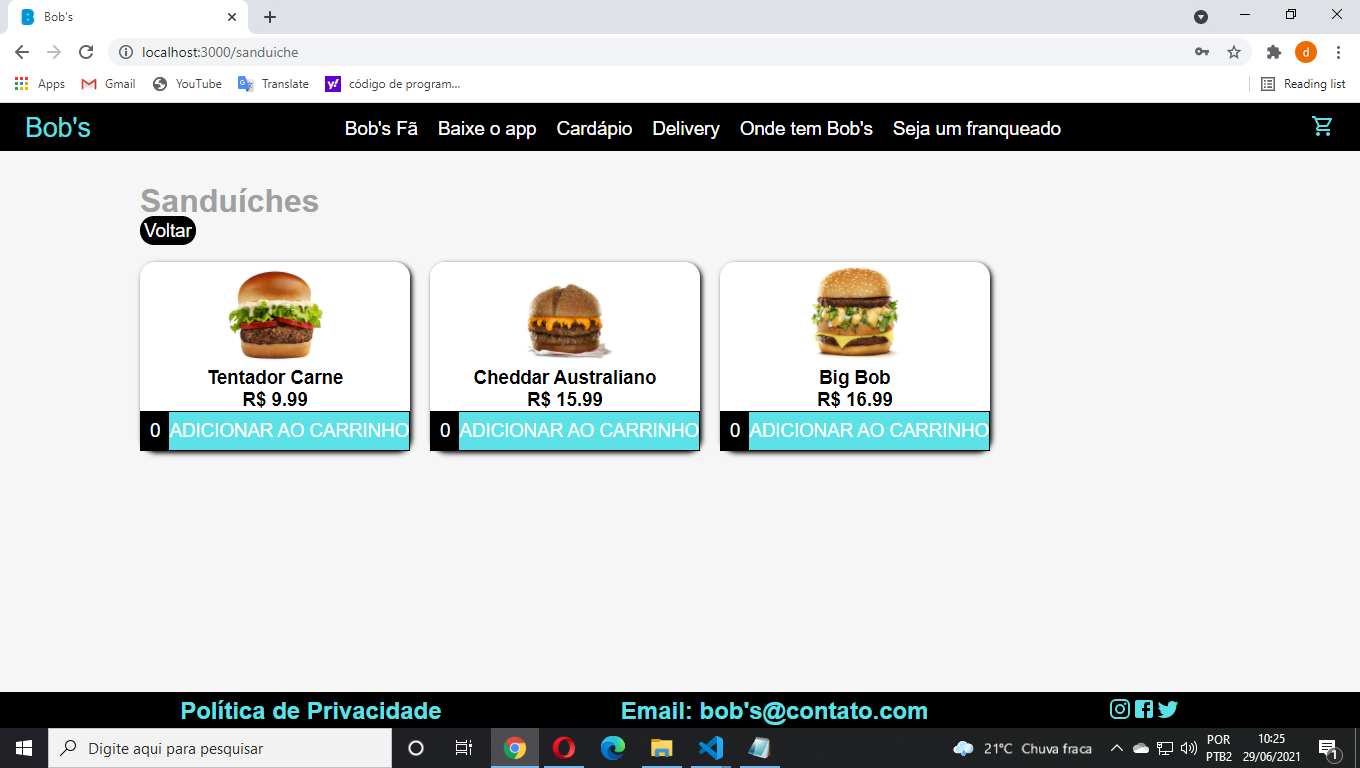 Bob's
localhost:3000/sanduiche
d
Apps Gmail YouTube Translate y! código de program... Reading list
Bob's Bob's Fã Baixe o app Cardápio Delivery Onde tem Bob's Seja um franqueado
Sanduíches
Voltar
Tentador Carne
R$ 9.99
0 ADICIONAR AO CARRINHO
Cheddar Australiano
R$ 15.99
0 ADICIONAR AO CARRINHO
Big Bob
R$ 16.99
0 ADICIONAR AO CARRINHO
Política de Privacidade Email: bob's@contato.com
Digite aqui para pesquisar
21°C Chuva fraca
POR
PTB2
10:25
29/06/2021
1